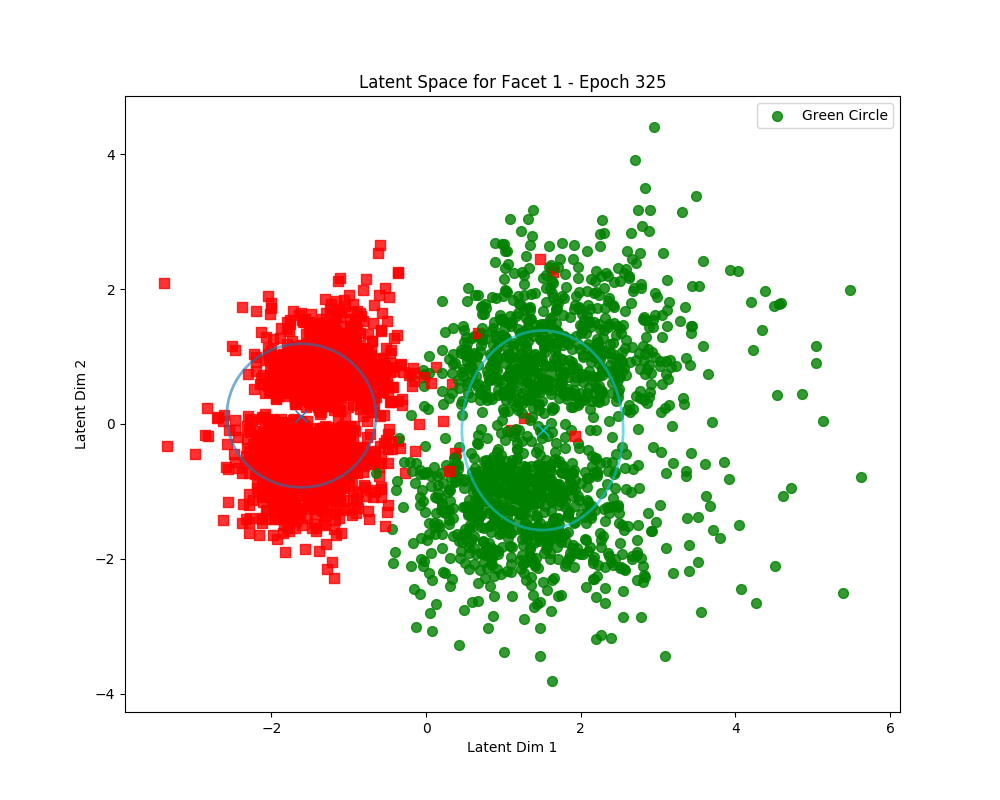 Latent Space for Facet 1 - Epoch 325
Green Circle
4
2
0
−2
−4
Latent Dim 2
−2 0 2 4 6
Latent Dim 1